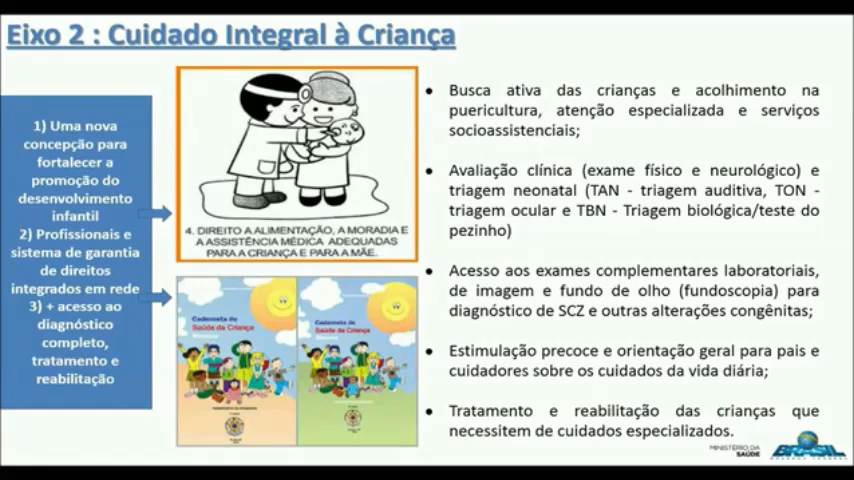 Eixo 2 : Cuidado Integral à Criança
1) Uma nova
concepção para
fortalecer a
promoção do
desenvolvimento
infantil
2) Profissionais e
sistema de garantia
de direitos
integrados em rede
3) + acesso ao
diagnóstico
completo,
tratamento e
reabilitação
4. DIREITO A ALIMENTAÇÃO, A MORADIA E
A ASSISTÊNCIA MÉDICA ADEQUADAS
PARA A CRIANÇA E PARA A MÃE.
Caderneta de
Saúde da Criança
Caderneta de
Saúde da Criança
• Busca ativa das crianças e acolhimento na
puericultura, atenção especializada e serviços
socioassistenciais;
• Avaliação clínica (exame físico e neurológico) e
triagem neonatal (TAN - triagem auditiva, TON -
triagem ocular e TBN - Triagem biológica/teste do
pezinho)
• Acesso aos exames complementares laboratoriais,
de imagem e fundo de olho (fundoscopia) para
diagnóstico de SCZ e outras alterações congênitas;
• Estimulação precoce e orientação geral para pais e
cuidadores sobre os cuidados da vida diária;
• Tratamento e reabilitação das crianças que
necessitem de cuidados especializados.
MINISTÉRIO DA
SAÚDE
BRASIL